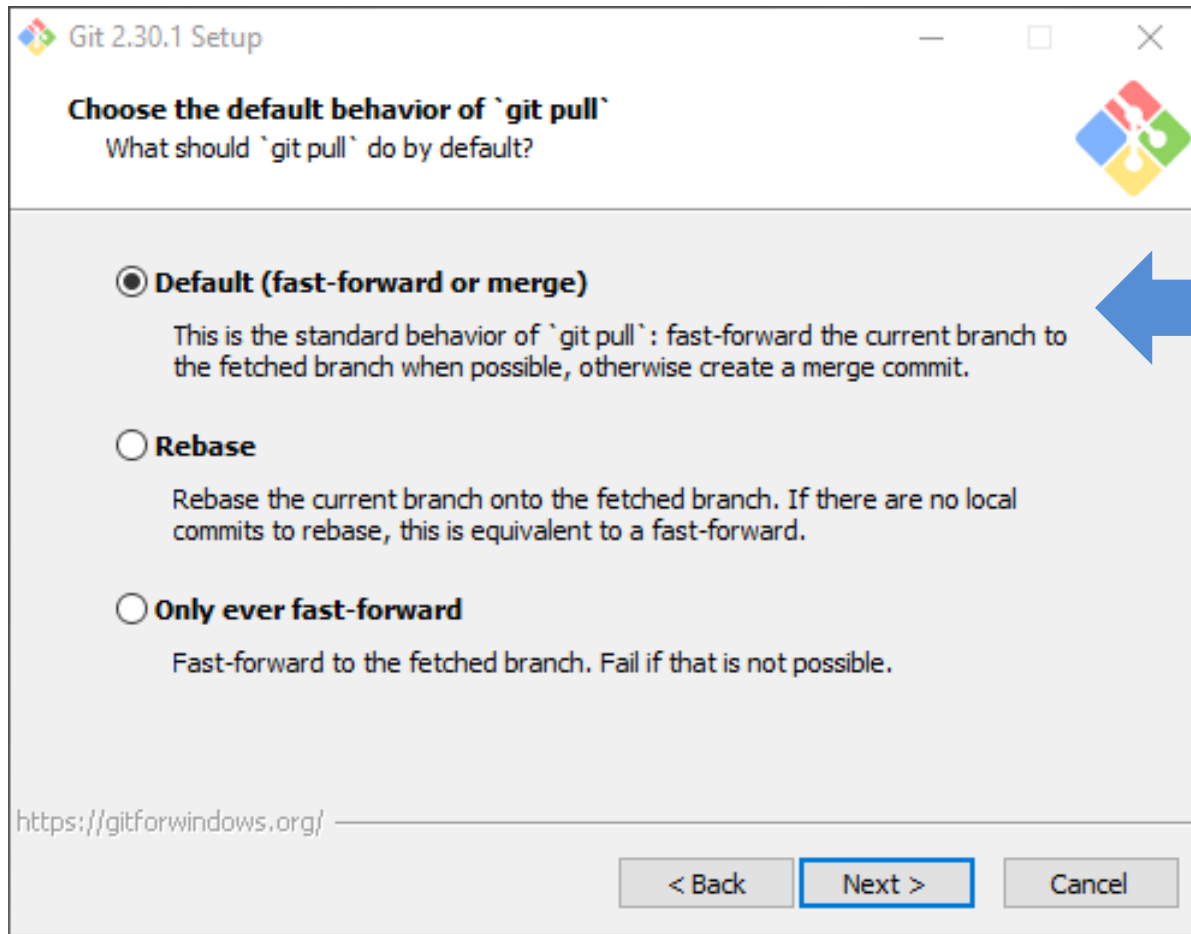 Git 2.30.1 Setup
Choose the default behavior of `git pull`
What should `git pull` do by default?
Default (fast-forward or merge)
This is the standard behavior of `git pull`: fast-forward the current branch to
the fetched branch when possible, otherwise create a merge commit.
Rebase
Rebase the current branch onto the fetched branch. If there are no local
commits to rebase, this is equivalent to a fast-forward.
Only ever fast-forward
Fast-forward to the fetched branch. Fail if that is not possible.
https://gitforwindows.org/
< Back Next > Cancel